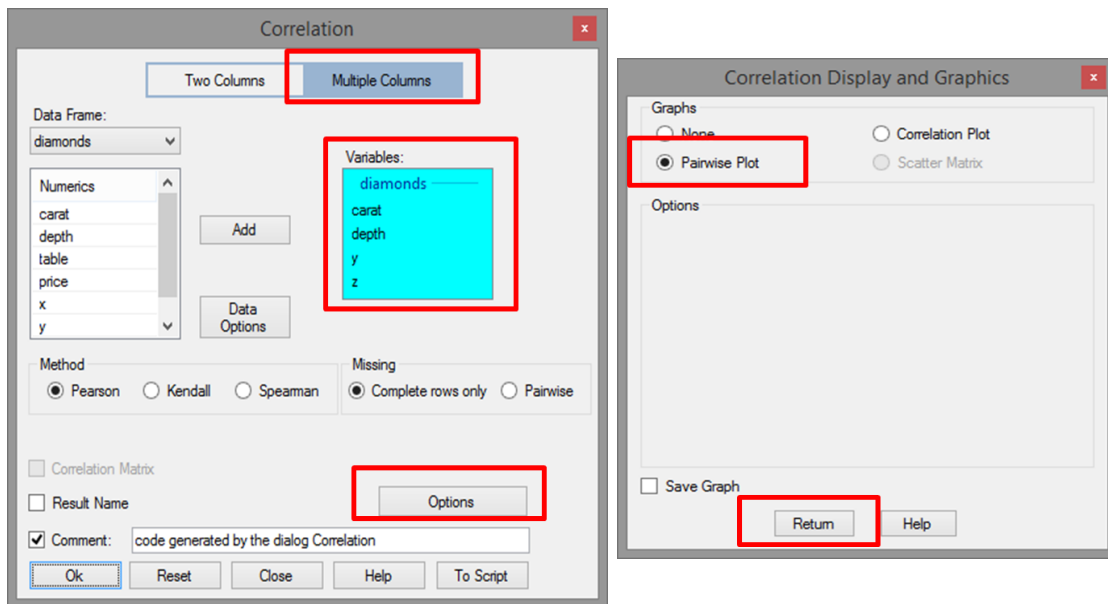 Correlation
x
Two Columns
Multiple Columns
Data Frame:
diamonds
Numerics
carat
depth
table
price
x
y
Add
Data
Options
Variables:
diamonds
carat
depth
y
z
Method
Pearson
Kendall
Spearman
Missing
Complete rows only
Pairwise
Correlation Matrix
Result Name
Options
Comment:
code generated by the dialog Correlation
Ok
Reset
Close
Help
To Script
Correlation Display and Graphics
x
Graphs
None
Correlation Plot
Pairwise Plot
Scatter Matrix
Options
Save Graph
Return
Help